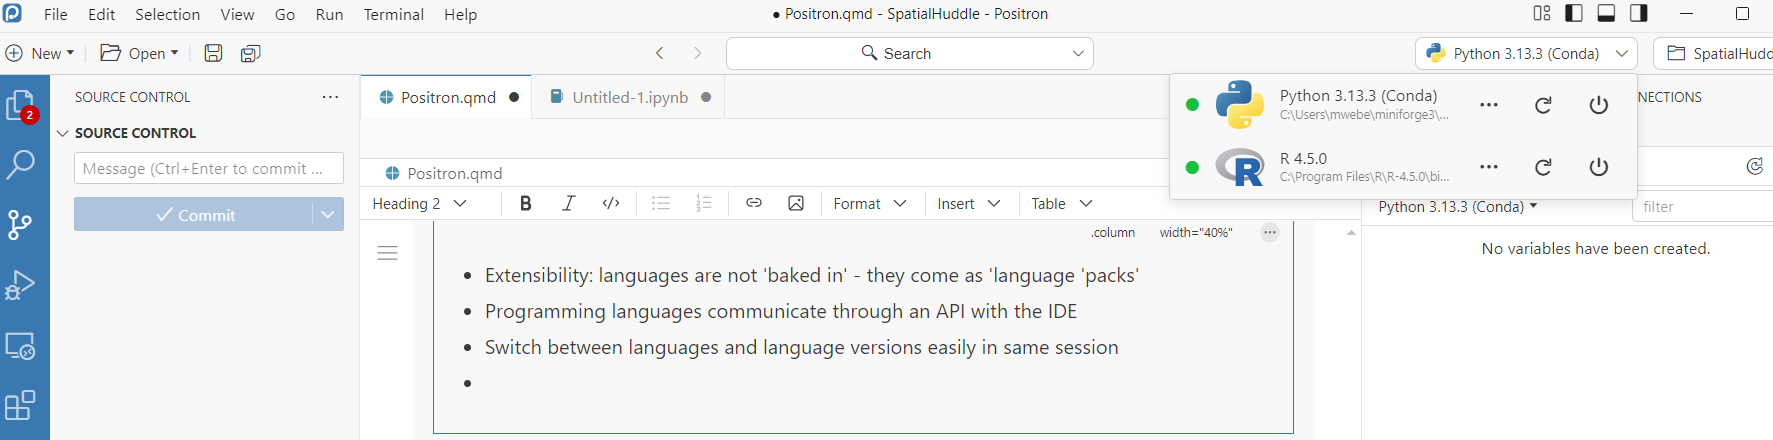 File Edit Selection View Go Run Terminal Help ● Positron.qmd - SpatialHuddle - Positron
New Open Search Python 3.13.3 (Conda) SpatialHudd
SOURCE CONTROL ... Positron.qmd ● Untitled-1.ipynb ● Python 3.13.3 (Conda) ... NNECTIONS
2 C:\Users\mwebe\miniforge3\...
SOURCE CONTROL
Message (Ctrl+Enter to commit ... Positron.qmd R 4.5.0 ...
C:\Program Files\R\R-4.5.0\bi...
Commit Heading 2 B I </> Format Insert Table Python 3.13.3 (Conda) filter
.column width="40%" ...
No variables have been created.
• Extensibility: languages are not 'baked in' - they come as 'language 'packs'
• Programming languages communicate through an API with the IDE
• Switch between languages and language versions easily in same session
•